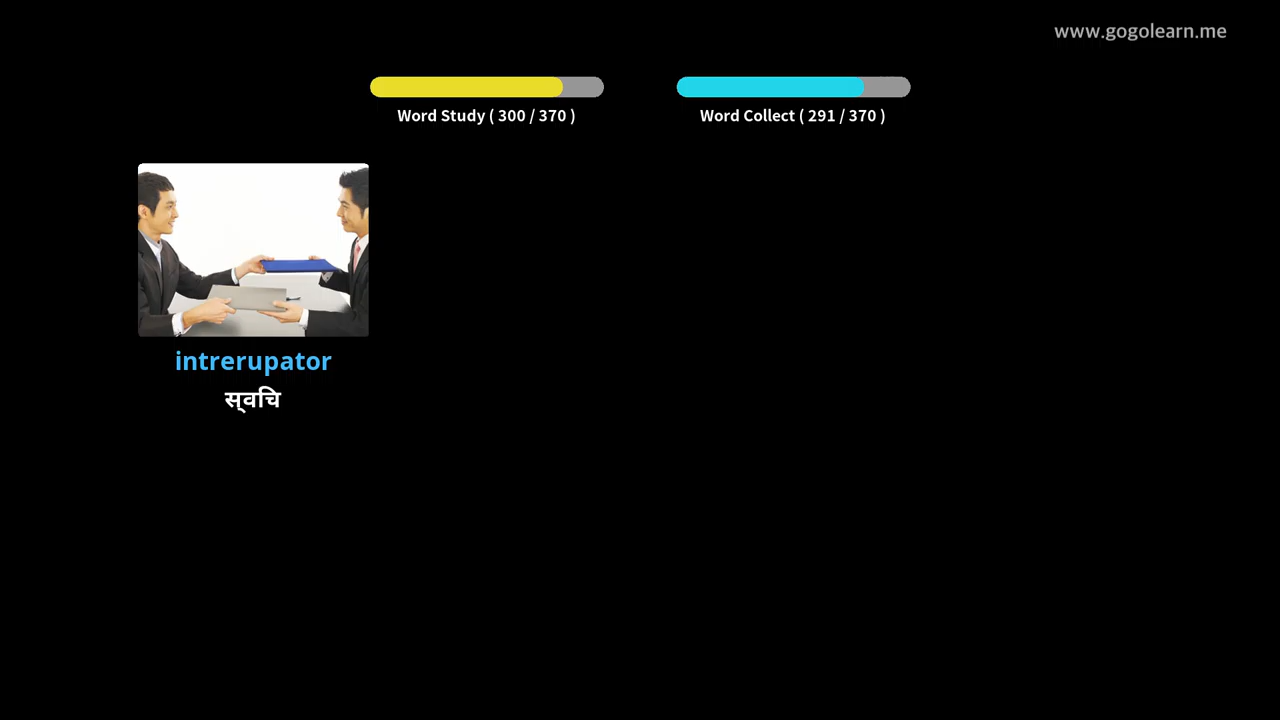 www.gogolearn.me
Word Study ( 300 / 370 )
Word Collect ( 291 / 370 )
intrerupator
स्वचि